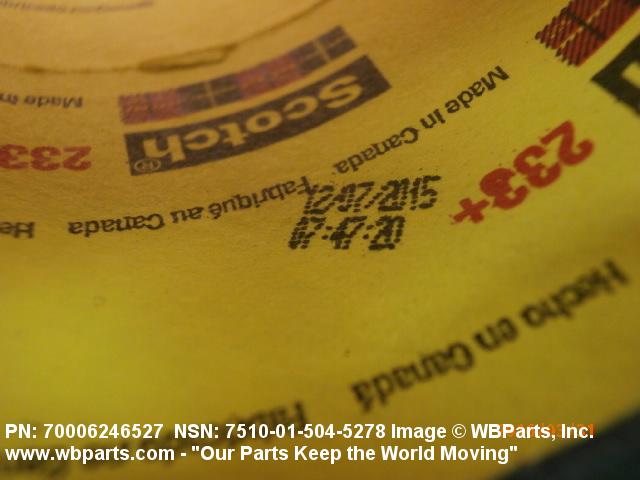 Made in
233
Scotch®
Made in Canada
Fabriqué au Canada
He
12/07/2015
07:47:20
233+
Hecho en Canadá
PN: 70006246527 NSN: 7510-01-504-5278 Image © WBParts, Inc.
www.wbparts.com - "Our Parts Keep the World Moving"